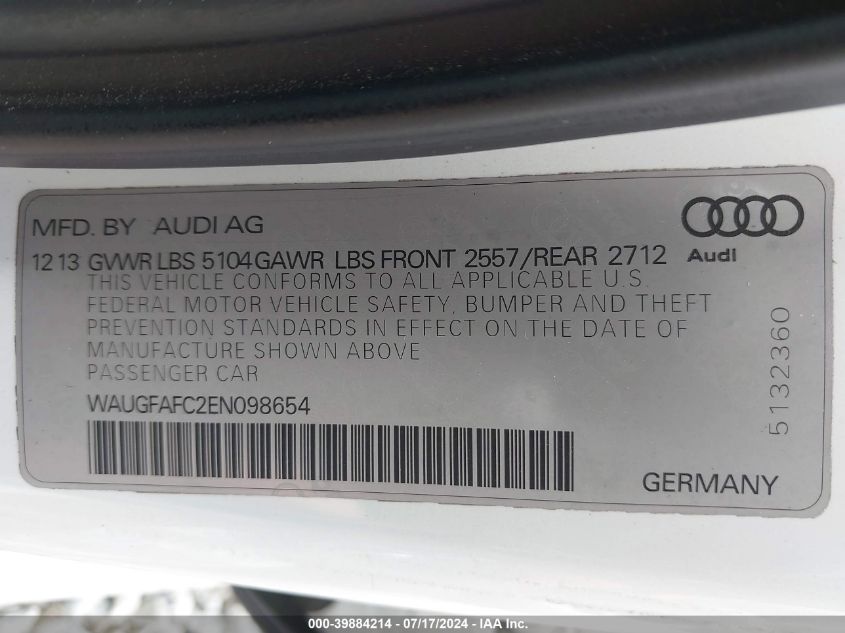 MFD. BY AUDI AG
12 13 GVWR LBS 5104 GAWR LBS FRONT 2557/REAR 2712
Audi
THIS VEHICLE CONFORMS TO ALL APPLICABLE U.S.
FEDERAL MOTOR VEHICLE SAFETY, BUMPER AND THEFT
PREVENTION STANDARDS IN EFFECT ON THE DATE OF
MANUFACTURE SHOWN ABOVE
PASSENGER CAR
WAUGFAFC2EN098654
5132360
GERMANY
000-39884214 - 07/17/2024 - IAA Inc.